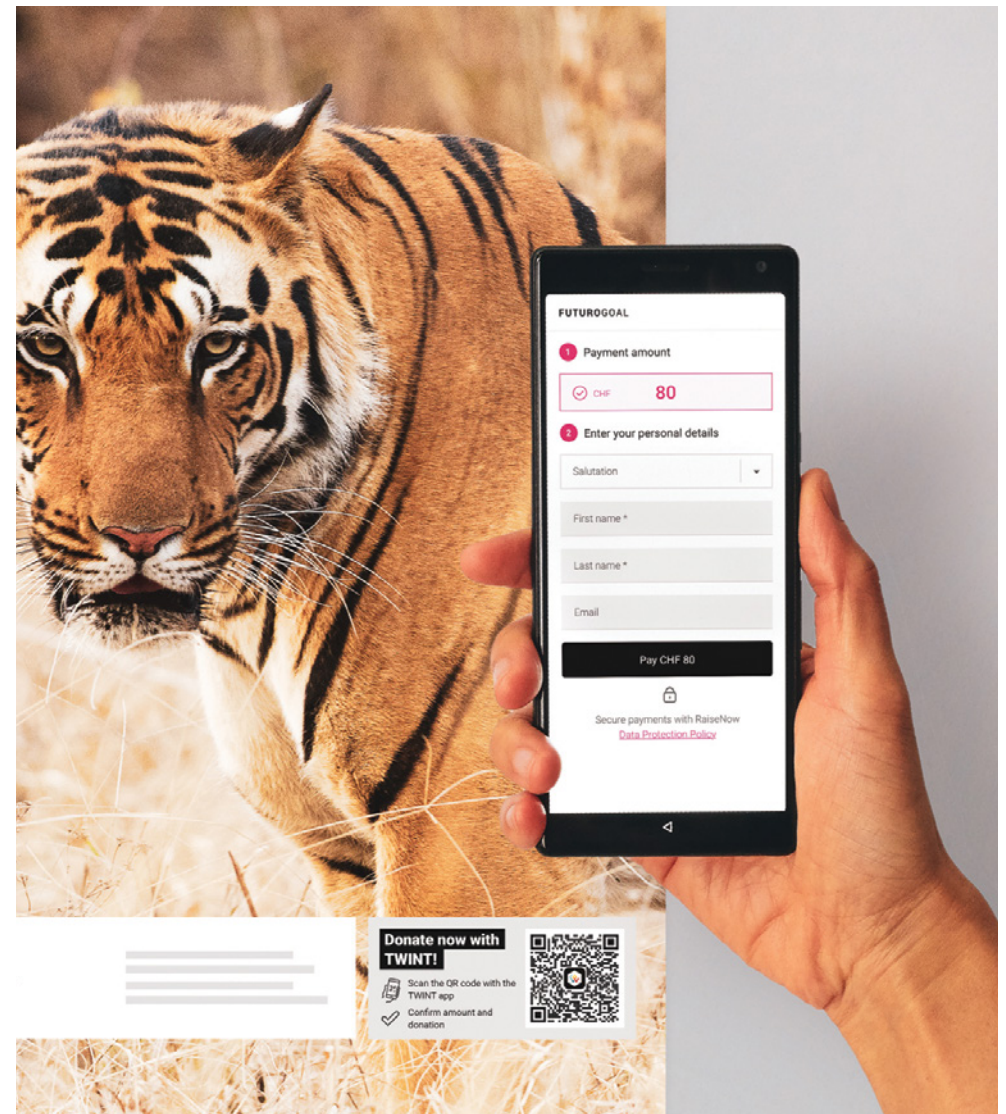 FUTUROGOAL
1 Payment amount
CHF 80
2 Enter your personal details
Salutation
First name *
Last name *
Email
Pay CHF 80
Secure payments with RaiseNow
Data Protection Policy
Donate now with
TWINT!
Scan the QR code with the
TWINT app
Confirm amount and
donation